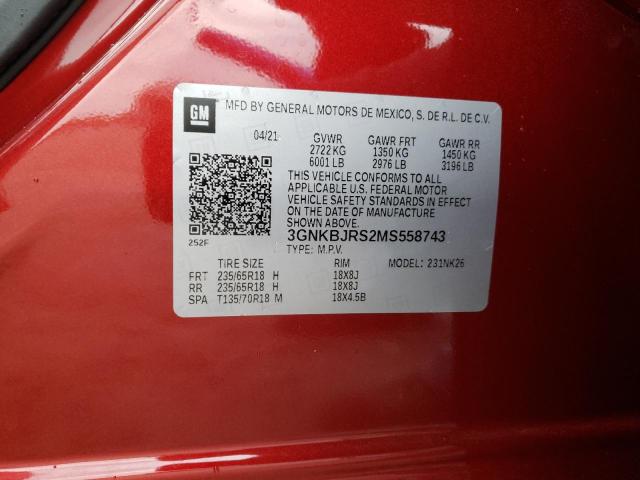 GM
MFD BY GENERAL MOTORS DE MEXICO, S. DE R.L. DE C.V.
04/21 GVWR GAWR FRT GAWR RR
2722 KG 1350 KG 1450 KG
6001 LB 2976 LB 3196 LB
THIS VEHICLE CONFORMS TO ALL
APPLICABLE U.S. FEDERAL MOTOR
VEHICLE SAFETY STANDARDS IN EFFECT
ON THE DATE OF MANUFACTURE
SHOWN ABOVE.
3GNKBJRS2MS558743
252F
TYPE: M.P.V.
TIRE SIZE RIM MODEL: 231NK26
FRT 235/65R18 H 18X8J
RR 235/65R18 H 18X8J
SPA T135/70R18 M 18X4.5B